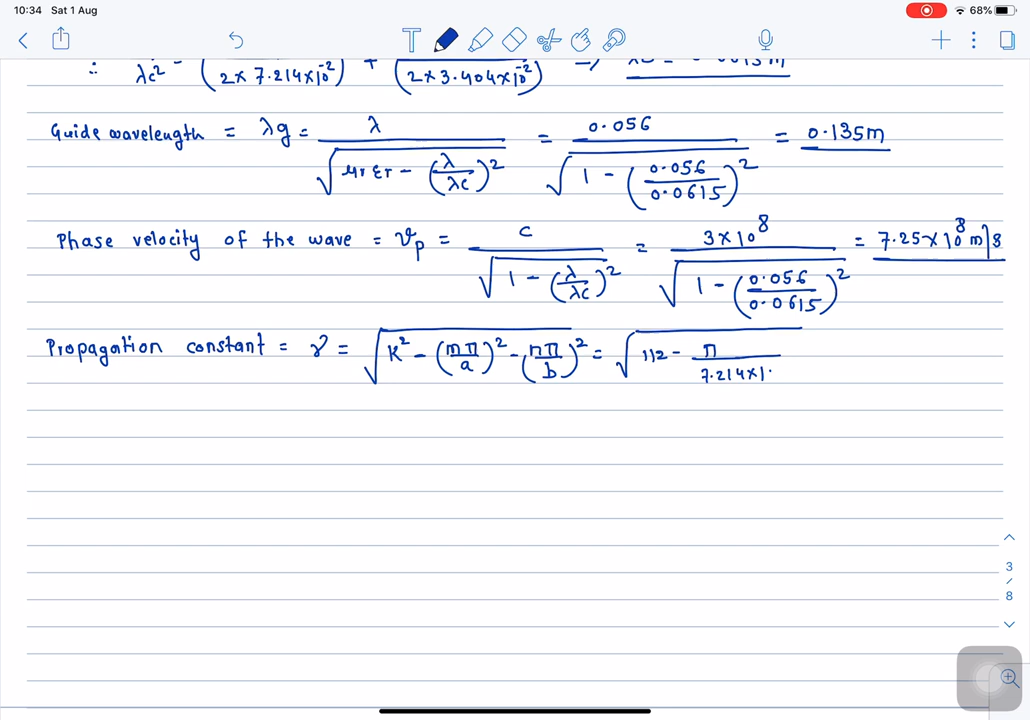 10:34 Sat 1 Aug 68%
∴ λc² (2×7.214×10⁻²) + (2×3.404×10⁻²) ⇒
Guide wavelength = λg = λ / √(μr εr − (λ/λc)²) = 0.056 / √(1 − (0.056/0.0615)²) = 0.135m
Phase velocity of the wave = υp = c / √(1 − (λ/λc)²) = 3×10⁸ / √(1 − (0.056/0.0615)²) = 7.25×10⁸ m/s
Propagation constant = γ = √(K² − (mπ/a)² − (nπ/b)²) = √(112 − π / 7.214×1.
3
/
8